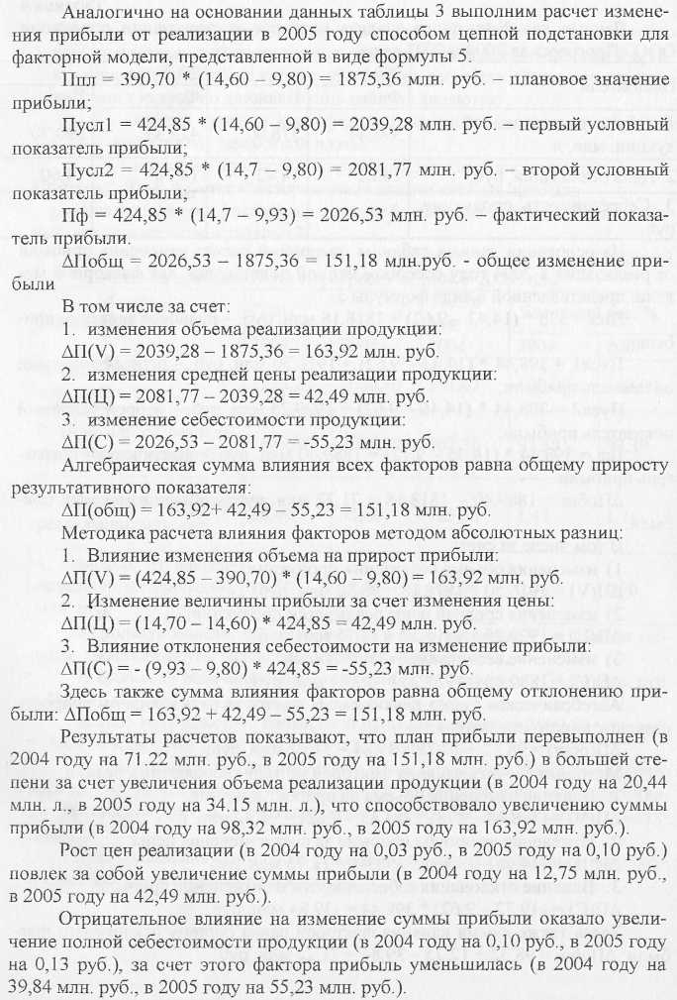 Аналогично на основании данных таблицы 3 выполним расчет измене-
ния прибыли от реализации в 2005 году способом цепной подстановки для
факторной модели, представленной в виде формулы 5.
Ппл = 390,70 * (14,60 – 9,80) = 1875,36 млн. руб. – плановое значение
прибыли;
Пусл1 = 424,85 * (14,60 – 9,80) = 2039,28 млн. руб. – первый условный
показатель прибыли;
Пусл2 = 424,85 * (14,7 – 9,80) = 2081,77 млн. руб. – второй условный
показатель прибыли;
Пф = 424,85 * (14,7 – 9,93) = 2026,53 млн. руб. – фактический показа-
тель прибыли.
ΔПобщ = 2026,53 – 1875,36 = 151,18 млн.руб. - общее изменение при-
были
В том числе за счет:
1. изменения объема реализации продукции:
ΔП(V) = 2039,28 – 1875,36 = 163,92 млн. руб.
2. изменения средней цены реализации продукции:
ΔП(Ц) = 2081,77 – 2039,28 = 42,49 млн. руб.
3. изменение себестоимости продукции:
ΔП(С) = 2026,53 – 2081,77 = -55,23 млн. руб.
Алгебраическая сумма влияния всех факторов равна общему приросту
результативного показателя:
ΔП(общ) = 163,92+ 42,49 – 55,23 = 151,18 млн. руб.
Методика расчета влияния факторов методом абсолютных разниц:
1. Влияние изменения объема на прирост прибыли:
ΔП(V) = (424,85 – 390,70) * (14,60 – 9,80) = 163,92 млн. руб.
2. Изменение величины прибыли за счет изменения цены:
ΔП(Ц) = (14,70 – 14,60) * 424,85 = 42,49 млн. руб.
3. Влияние отклонения себестоимости на изменение прибыли:
ΔП(С) = - (9,93 – 9,80) * 424,85 = -55,23 млн. руб.
Здесь также сумма влияния факторов равна общему отклонению при-
были: ΔПобщ = 163,92 + 42,49 – 55,23 = 151,18 млн. руб.
Результаты расчетов показывают, что план прибыли перевыполнен (в
2004 году на 71.22 млн. руб., в 2005 году на 151,18 млн. руб.) в большей сте-
пени за счет увеличения объема реализации продукции (в 2004 году на 20,44
млн. л., в 2005 году на 34.15 млн. л.), что способствовало увеличению суммы
прибыли (в 2004 году на 98,32 млн. руб., в 2005 году на 163,92 млн. руб.).
Рост цен реализации (в 2004 году на 0,03 руб., в 2005 году на 0,10 руб.)
повлек за собой увеличение суммы прибыли (в 2004 году на 12,75 млн. руб.,
в 2005 году на 42,49 млн. руб.).
Отрицательное влияние на изменение суммы прибыли оказало увели-
чение полной себестоимости продукции (в 2004 году на 0,10 руб., в 2005 году
на 0,13 руб.), за счет этого фактора прибыль уменьшилась (в 2004 году на
39,84 млн. руб., в 2005 году на 55,23 млн. руб.).